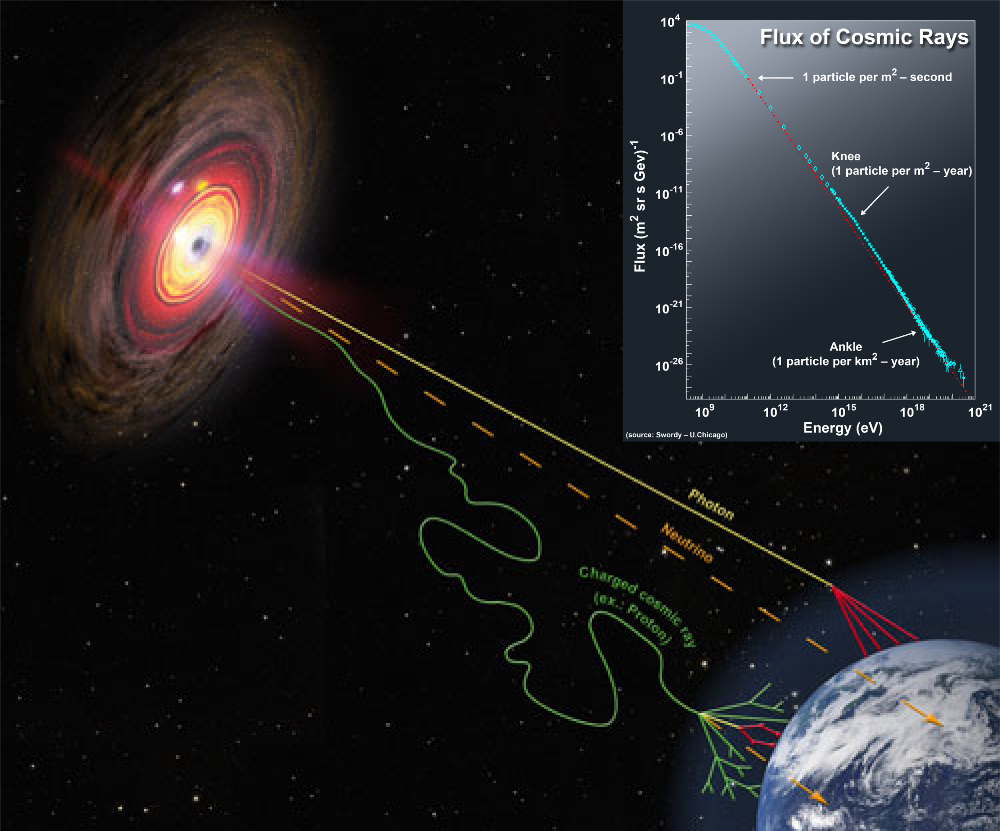 Flux of Cosmic Rays
10^4
10^-1
10^-6
10^-11
10^-16
10^-21
10^-26
Flux (m^2 sr s Gev)^-1
1 particle per m^2 – second
Knee
(1 particle per m^2 – year)
Ankle
(1 particle per km^2 – year)
10^9
10^12
10^15
10^18
10^21
Energy (eV)
(source: Swordy – U.Chicago)
Photon
Neutrino
Charged cosmic ray
(ex.: Proton)